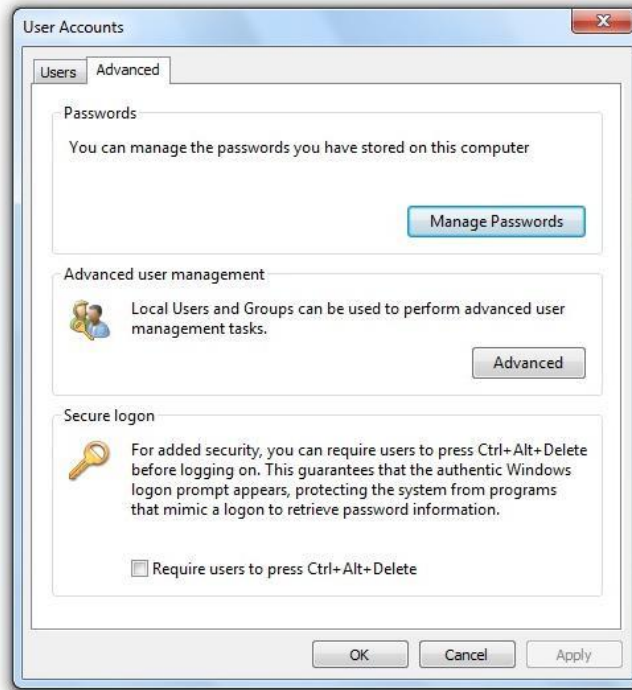 User Accounts
Users
Advanced
Passwords
You can manage the passwords you have stored on this computer
Manage Passwords
Advanced user management
Local Users and Groups can be used to perform advanced user
management tasks.
Advanced
Secure logon
For added security, you can require users to press Ctrl+Alt+Delete
before logging on. This guarantees that the authentic Windows
logon prompt appears, protecting the system from programs
that mimic a logon to retrieve password information.
Require users to press Ctrl+Alt+Delete
OK
Cancel
Apply